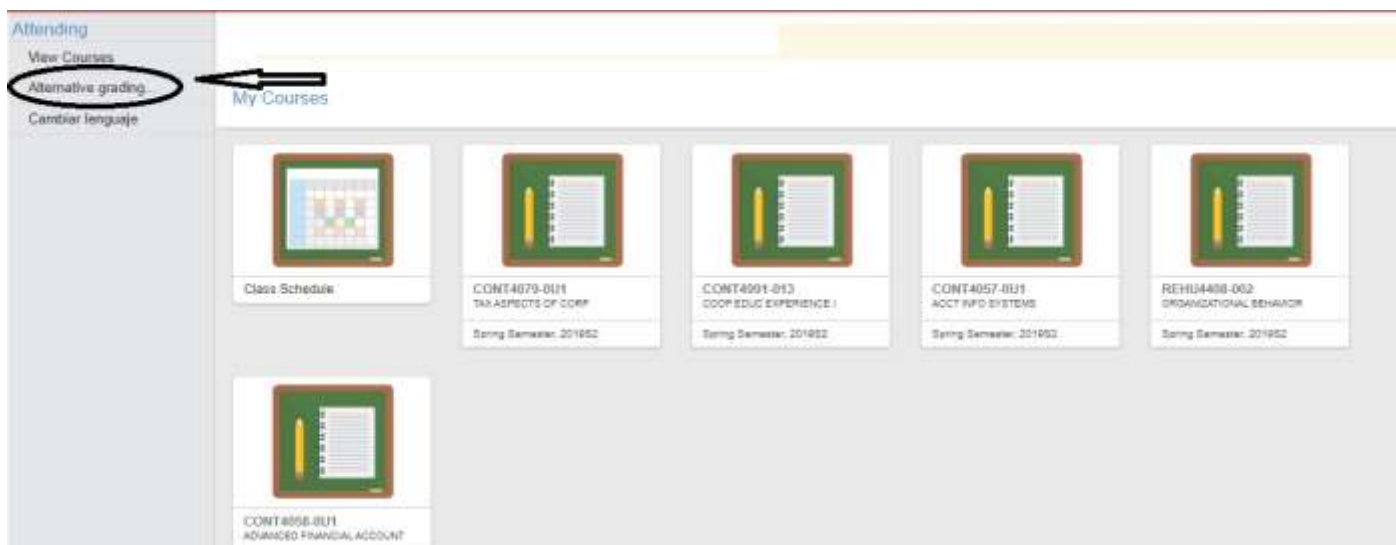 Attending
View Courses
Alternative grading...
Cambiar lenguaje
My Courses
Class Schedule
CONT4079-0U1
TAX ASPECTS OF CORP
Spring Semester, 201952
CONT4991-013
COOP EDUC EXPERIENCE I
Spring Semester, 201952
CONT4057-0U1
ACCT INFO SYSTEMS
Spring Semester, 201952
REHU4408-002
ORGANIZATIONAL BEHAVIOR
Spring Semester, 201952
CONT4058-0U1
ADVANCED FINANCIAL ACCOUNT